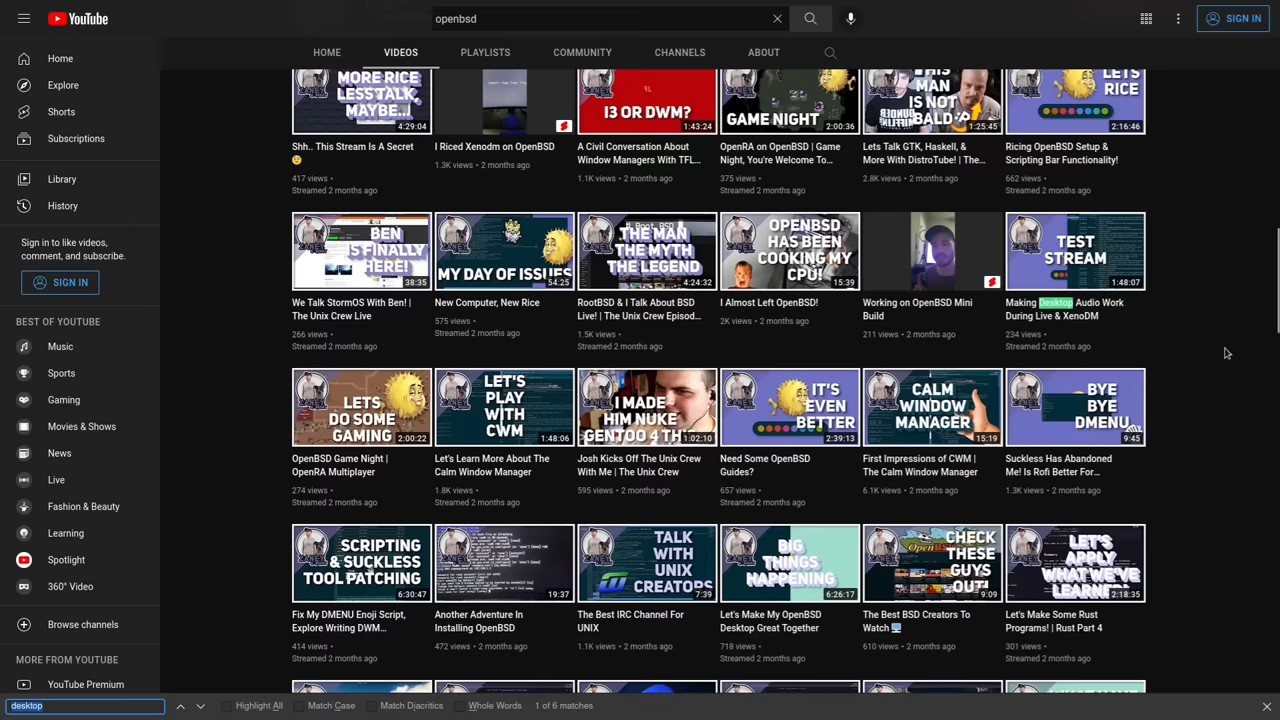 YouTube
openbsd
SIGN IN
HOME
VIDEOS
PLAYLISTS
COMMUNITY
CHANNELS
ABOUT
Home
Explore
Shorts
Subscriptions
Library
History
Sign in to like videos,
comment, and subscribe.
SIGN IN
BEST OF YOUTUBE
Music
Sports
Gaming
Movies & Shows
News
Live
Fashion & Beauty
Learning
Spotlight
360° Video
Browse channels
MORE FROM YOUTUBE
YouTube Premium
MORE RICE
LESS TALK,
MAYBE...
4:29:04
Shh.. This Stream Is A Secret
417 views •
Streamed 2 months ago
I Riced Xenodm on OpenBSD
1.3K views • 2 months ago
I3 OR DWM?
1:43:24
A Civil Conversation About
Window Managers With TFL...
1.1K views • 2 months ago
GAME NIGHT
2:00:36
OpenRA on OpenBSD | Game
Night, You're Welcome To...
375 views •
Streamed 2 months ago
THIS
MAN
IS NOT
BALD
1:25:45
Lets Talk GTK, Haskell, &
More With DistroTube! | The...
2.8K views • 2 months ago
LETS
RICE
2:16:46
Ricing OpenBSD Setup &
Scripting Bar Functionality!
662 views •
Streamed 2 months ago
BEN
IS FINALLY
HERE!
38:35
We Talk StormOS With Ben! |
The Unix Crew Live
266 views •
Streamed 2 months ago
MY DAY OF ISSUES
54:25
New Computer, New Rice
575 views •
Streamed 2 months ago
THE MAN
THE MYTH
THE LEGEND
4:24:32
RootBSD & I Talk About BSD
Live! | The Unix Crew Episod...
1.5K views •
Streamed 2 months ago
OPENBSD
HAS BEEN
COOKING MY
CPU!
15:39
I Almost Left OpenBSD!
2K views • 2 months ago
Working on OpenBSD Mini
Build
211 views • 2 months ago
TEST
STREAM
1:48:07
Making Desktop Audio Work
During Live & XenoDM
234 views •
Streamed 2 months ago
LETS
DO SOME
GAMING
2:00:22
OpenBSD Game Night |
OpenRA Multiplayer
274 views •
Streamed 2 months ago
LET'S
PLAY
WITH
CWM
1:48:06
Let's Learn More About The
Calm Window Manager
1.8K views •
Streamed 2 months ago
I MADE
HIM NUKE
GENTOO 4 TH
1:02:10
Josh Kicks Off The Unix Crew
With Me | The Unix Crew
595 views • 2 months ago
IT'S
EVEN
BETTER
2:39:13
Need Some OpenBSD
Guides?
657 views •
Streamed 2 months ago
CALM
WINDOW
MANAGER
15:19
First Impressions of CWM |
The Calm Window Manager
6.1K views • 2 months ago
BYE
BYE
DMENU
9:45
Suckless Has Abandoned
Me! Is Rofi Better For...
1.3K views • 2 months ago
SCRIPTING
& SUCKLESS
TOOL PATCHING
6:30:47
Fix My DMENU Enoji Script,
Explore Writing DWM...
414 views •
Streamed 2 months ago
19:37
Another Adventure In
Installing OpenBSD
472 views • 2 months ago
TALK
WITH
UNIX
CREATORS
7:39
The Best IRC Channel For
UNIX
1.1K views • 2 months ago
BIG
THINGS
HAPPENING
6:26:17
Let's Make My OpenBSD
Desktop Great Together
718 views •
Streamed 2 months ago
CHECK
THESE
GUYS
OUT!
9:09
The Best BSD Creators To
Watch
610 views • 2 months ago
LET'S
APPLY
WHAT WE'VE
LEARNED
2:18:35
Let's Make Some Rust
Programs! | Rust Part 4
301 views •
Streamed 2 months ago
desktop
Highlight All
Match Case
Match Diacritics
Whole Words
1 of 6 matches